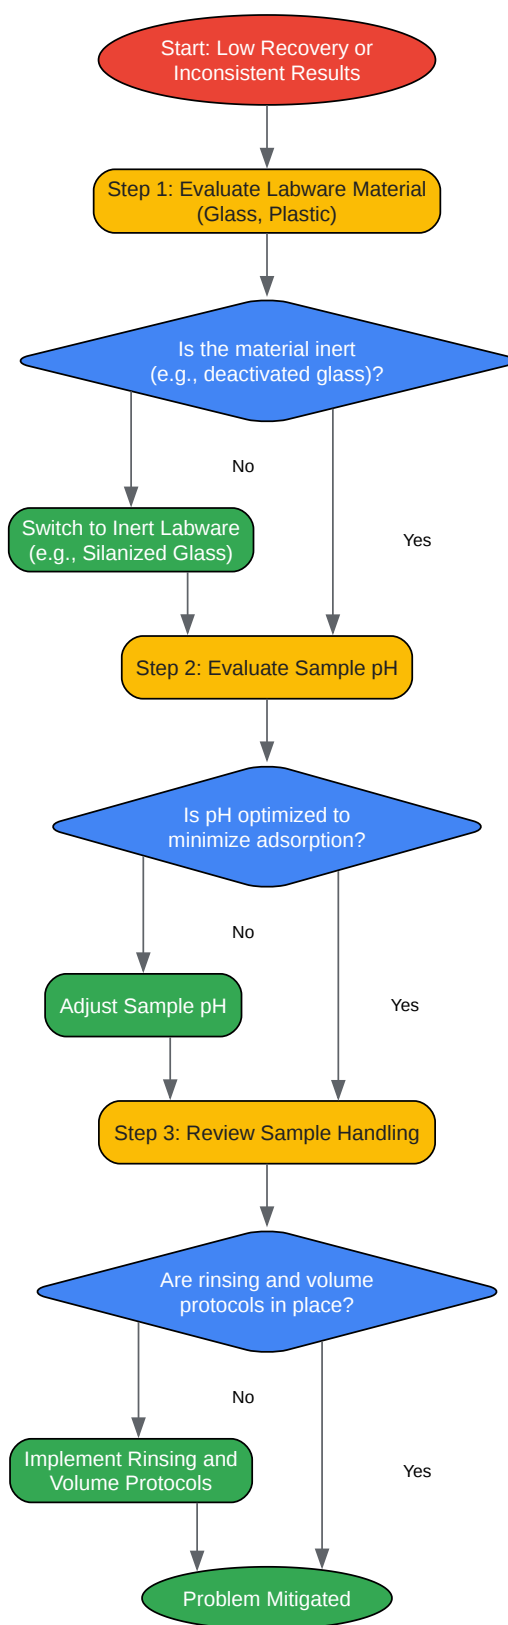 Start: Low Recovery or
Inconsistent Results
Step 1: Evaluate Labware Material
(Glass, Plastic)
Is the material inert
(e.g., deactivated glass)?
No
Switch to Inert Labware
(e.g., Silanized Glass)
Yes
Step 2: Evaluate Sample pH
Is pH optimized to
minimize adsorption?
No
Adjust Sample pH
Yes
Step 3: Review Sample Handling
Are rinsing and volume
protocols in place?
No
Implement Rinsing and
Volume Protocols
Yes
Problem Mitigated